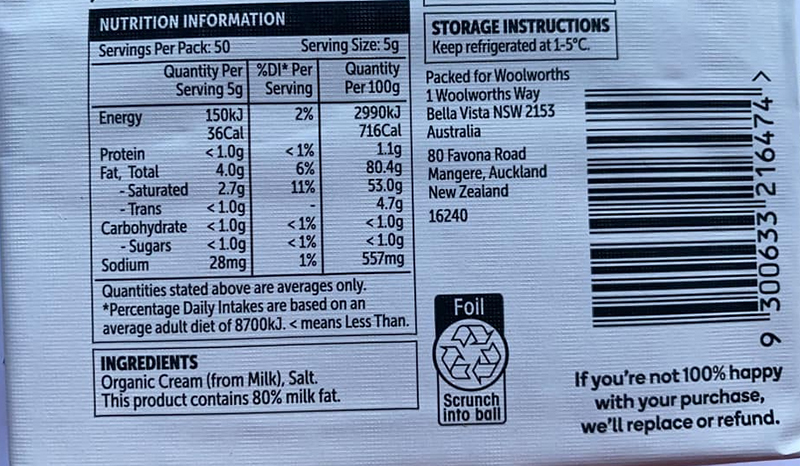 NUTRITION INFORMATION
Servings Per Pack: 50 Serving Size: 5g
Quantity Per Serving 5g %DI* Per Serving Quantity Per 100g
Energy 150kJ 2% 2990kJ
36Cal 716Cal
Protein <1.0g <1% 1.1g
Fat, Total 4.0g 6% 80.4g
- Saturated 2.7g 11% 53.0g
- Trans <1.0g - 4.7g
Carbohydrate <1.0g <1% <1.0g
- Sugars <1.0g <1% <1.0g
Sodium 28mg 1% 557mg
Quantities stated above are averages only.
*Percentage Daily Intakes are based on an
average adult diet of 8700kJ. < means Less Than.
INGREDIENTS
Organic Cream (from Milk), Salt.
This product contains 80% milk fat.
STORAGE INSTRUCTIONS
Keep refrigerated at 1-5°C.
Packed for Woolworths
1 Woolworths Way
Bella Vista NSW 2153
Australia
80 Favona Road
Mangere, Auckland
New Zealand
16240
Foil
Scrunch
into ball
9 300633 216474 >
If you're not 100% happy
with your purchase,
we'll replace or refund.